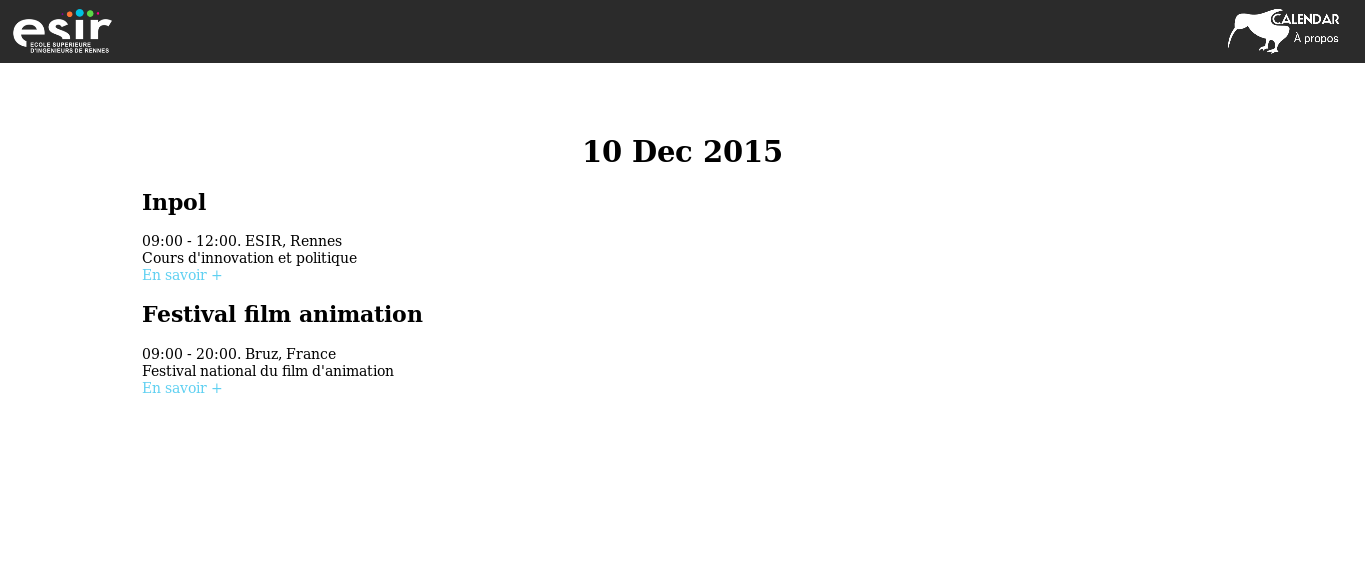 esir
ECOLE SUPERIEURE
D'INGENIEURS DE RENNES
CALENDAR
À propos
10 Dec 2015
Inpol
09:00 - 12:00. ESIR, Rennes
Cours d'innovation et politique
En savoir +
Festival film animation
09:00 - 20:00. Bruz, France
Festival national du film d'animation
En savoir +